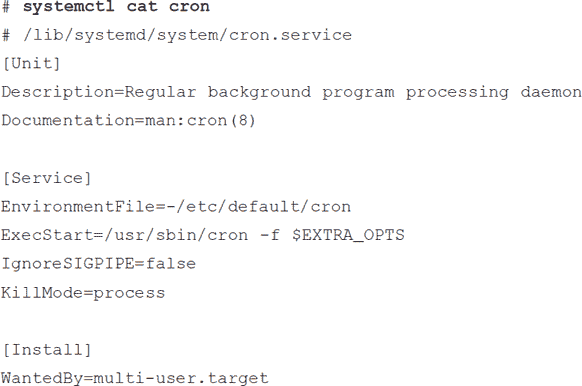 # systemctl cat cron
# /lib/systemd/system/cron.service
[Unit]
Description=Regular background program processing daemon
Documentation=man:cron(8)

[Service]
EnvironmentFile=-/etc/default/cron
ExecStart=/usr/sbin/cron -f $EXTRA_OPTS
IgnoreSIGPIPE=false
KillMode=process

[Install]
WantedBy=multi-user.target